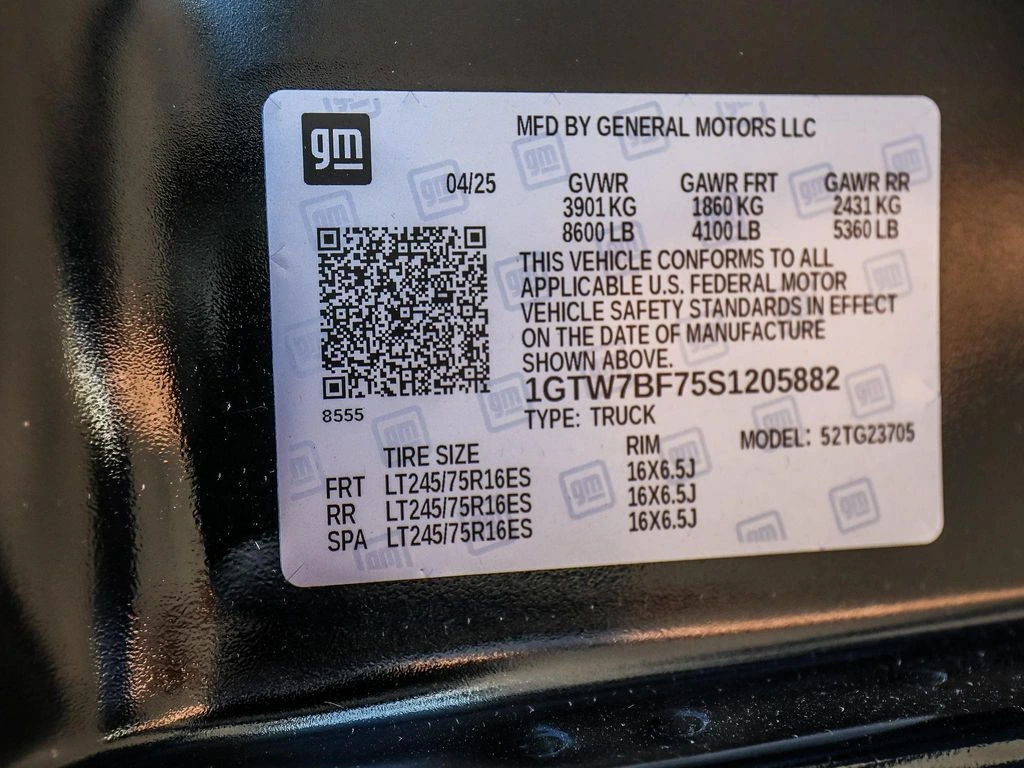 gm
MFD BY GENERAL MOTORS LLC
04/25 GVWR GAWR FRT GAWR RR
3901 KG 1860 KG 2431 KG
8600 LB 4100 LB 5360 LB
THIS VEHICLE CONFORMS TO ALL
APPLICABLE U.S. FEDERAL MOTOR
VEHICLE SAFETY STANDARDS IN EFFECT
ON THE DATE OF MANUFACTURE
SHOWN ABOVE.
1GTW7BF75S1205882
8555
TYPE: TRUCK
MODEL: 52TG23705
TIRE SIZE RIM
FRT LT245/75R16ES 16X6.5J
RR LT245/75R16ES 16X6.5J
SPA LT245/75R16ES 16X6.5J